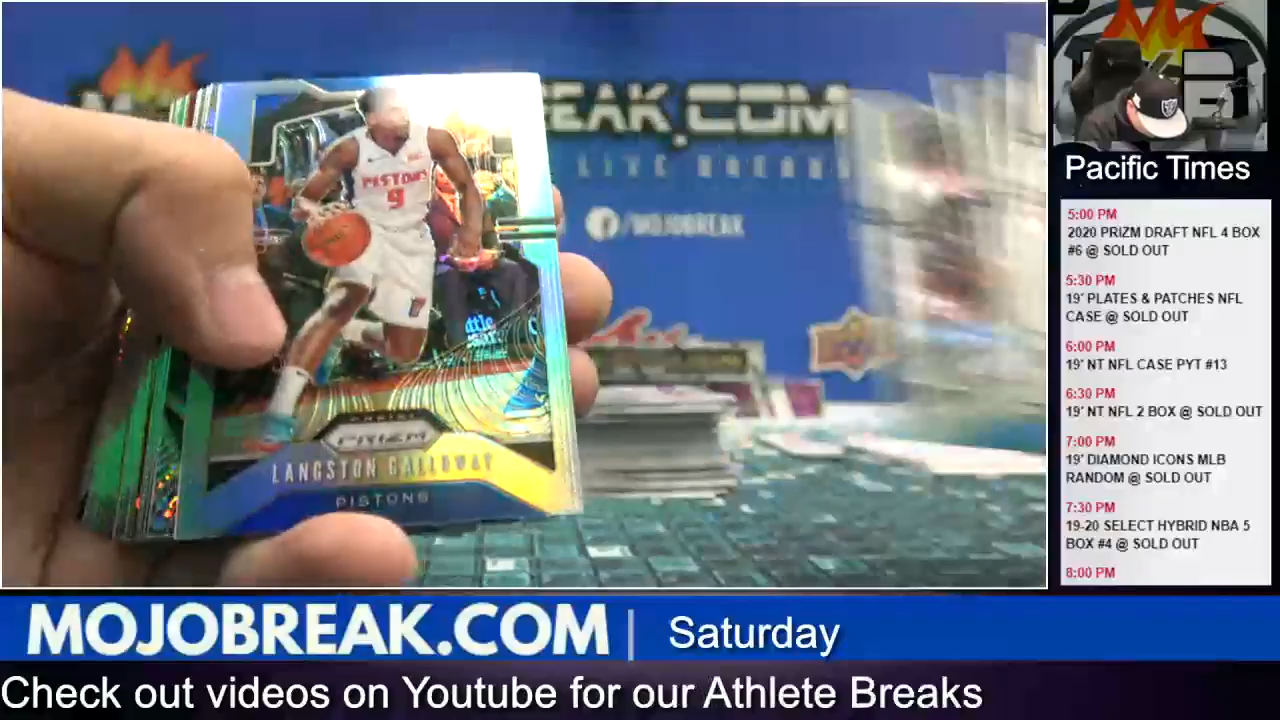 EAK.COM
LIVE BREAKS
/MOJOBREAK
PISTONS
9
PANINI
PRIZM
LANGSTON GALLOWAY
PISTONS
Pacific Times
5:00 PM
2020 PRIZM DRAFT NFL 4 BOX
#6 @ SOLD OUT
5:30 PM
19' PLATES & PATCHES NFL
CASE @ SOLD OUT
6:00 PM
19' NT NFL CASE PYT #13
6:30 PM
19' NT NFL 2 BOX @ SOLD OUT
7:00 PM
19' DIAMOND ICONS MLB
RANDOM @ SOLD OUT
7:30 PM
19-20 SELECT HYBRID NBA 5
BOX #4 @ SOLD OUT
8:00 PM
MOJOBREAK.COM | Saturday
Check out videos on Youtube for our Athlete Breaks